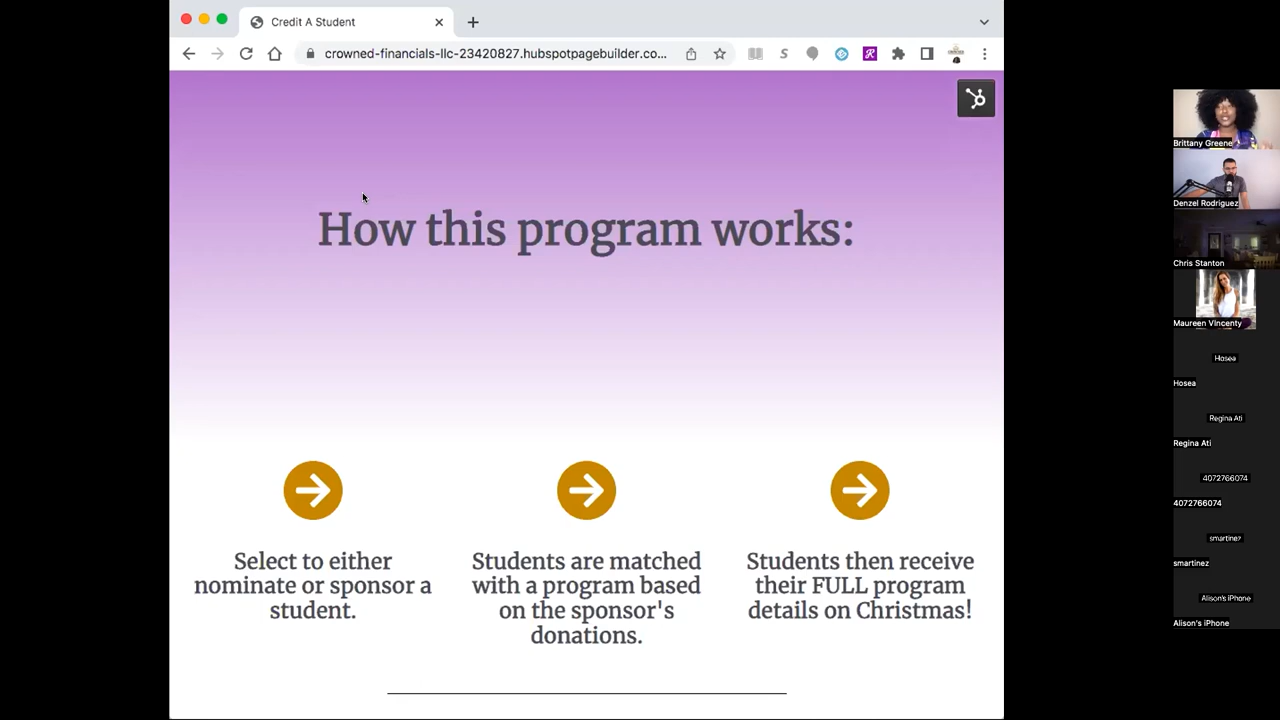 Credit A Student
crowned-financials-llc-23420827.hubspotpagebuilder.co...
How this program works:
Select to either
nominate or sponsor a
student.
Students are matched
with a program based
on the sponsor's
donations.
Students then receive
their FULL program
details on Christmas!
Brittany Greene
Denzel Rodriguez
Chris Stanton
Maureen Vincenty
Hosea
Hosea
Regina Ati
Regina Ati
4072766074
4072766074
smartinez
smartinez
Alison's iPhone
Alison's iPhone